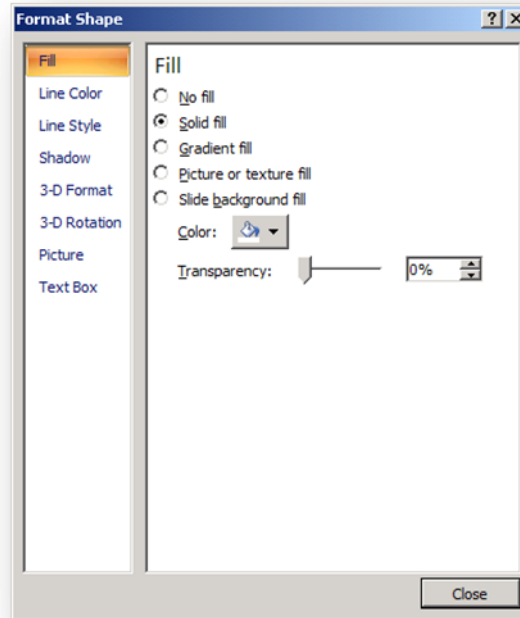 Format Shape
Fill
Line Color
Line Style
Shadow
3-D Format
3-D Rotation
Picture
Text Box
Fill
No fill
Solid fill
Gradient fill
Picture or texture fill
Slide background fill
Color:
Transparency: 0%
Close